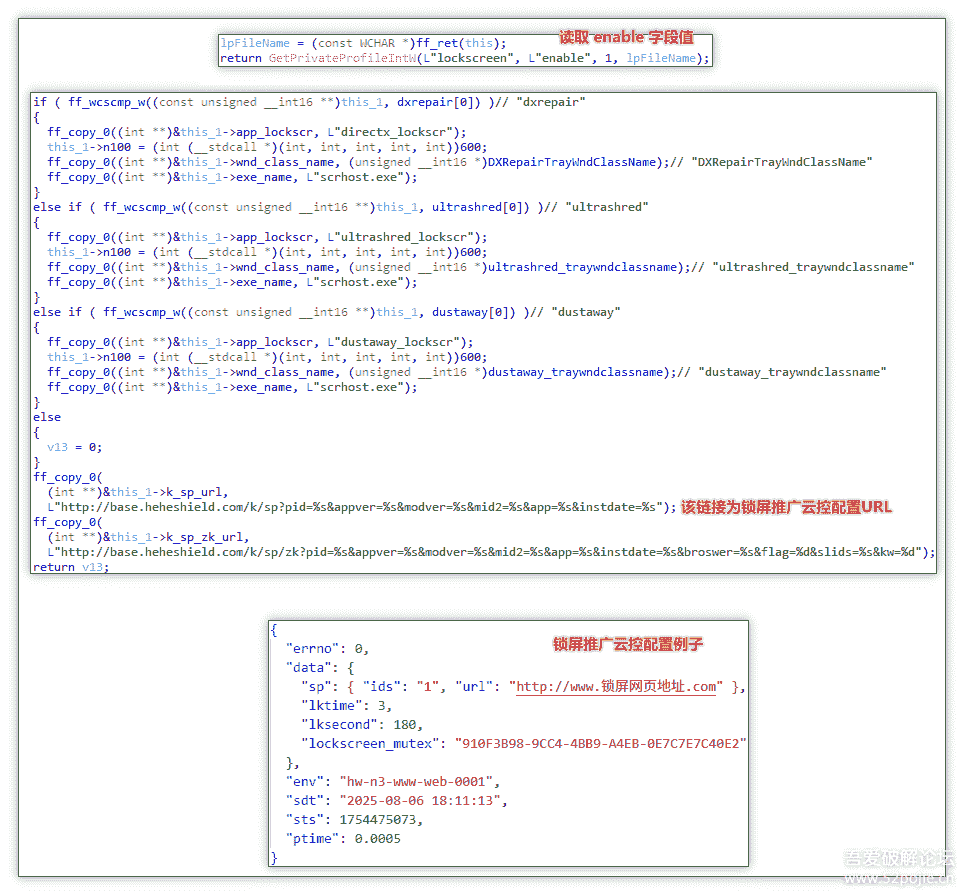 读取 enable 字段值
lpFileName = (const WCHAR *)ff_ret(this);
return GetPrivateProfileIntW(L"lockscreen", L"enable", 1, lpFileName);
if ( ff_wcscmp_w((const unsigned __int16 **)this_1, dxrepair[0]) )// "dxrepair"
{
ff_copy_0((int **)&this_1->app_lockscr, L"directx_lockscr");
this_1->n100 = (int (__stdcall *)(int, int, int, int, int))600;
ff_copy_0((int **)&this_1->wnd_class_name, (unsigned __int16 *)DXRepairTrayWndClassName);// "DXRepairTrayWndClassName"
ff_copy_0((int **)&this_1->exe_name, L"scrhost.exe");
}
else if ( ff_wcscmp_w((const unsigned __int16 **)this_1, ultrashred[0]) )// "ultrashred"
{
ff_copy_0((int **)&this_1->app_lockscr, L"ultrashred_lockscr");
this_1->n100 = (int (__stdcall *)(int, int, int, int, int))600;
ff_copy_0((int **)&this_1->wnd_class_name, (unsigned __int16 *)ultrashred_traywndclassname);// "ultrashred_traywndclassname"
ff_copy_0((int **)&this_1->exe_name, L"scrhost.exe");
}
else if ( ff_wcscmp_w((const unsigned __int16 **)this_1, dustaway[0]) )// "dustaway"
{
ff_copy_0((int **)&this_1->app_lockscr, L"dustaway_lockscr");
this_1->n100 = (int (__stdcall *)(int, int, int, int, int))600;
ff_copy_0((int **)&this_1->wnd_class_name, (unsigned __int16 *)dustaway_traywndclassname);// "dustaway_traywndclassname"
ff_copy_0((int **)&this_1->exe_name, L"scrhost.exe");
}
else
{
v13 = 0;
}
ff_copy_0(
(int **)&this_1->k_sp_url,
L"http://base.heheshield.com/k/sp?pid=%s&appver=%s&modver=%s&mid2=%s&app=%s&instdate=%s"); 该链接为锁屏推广云控配置URL
ff_copy_0(
(int **)&this_1->k_sp_zk_url,
L"http://base.heheshield.com/k/sp/zk?pid=%s&appver=%s&modver=%s&mid2=%s&app=%s&instdate=%s&broswer=%s&flag=%d&slids=%s&kw=%d");
return v13;
{
锁屏推广云控配置例子
"errno": 0,
"data": {
"sp": { "ids": "1", "url": "http://www.锁屏网页地址.com" },
"lktime": 3,
"lksecond": 180,
"lockscreen_mutex": "910F3B98-9CC4-4BB9-A4EB-0E7C7E7C40E2"
},
"env": "hw-n3-www-web-0001",
"sdt": "2025-08-06 18:11:13",
"sts": 1754475073,
"ptime": 0.0005
}
吾爱破解论坛
www.52pojie.cn